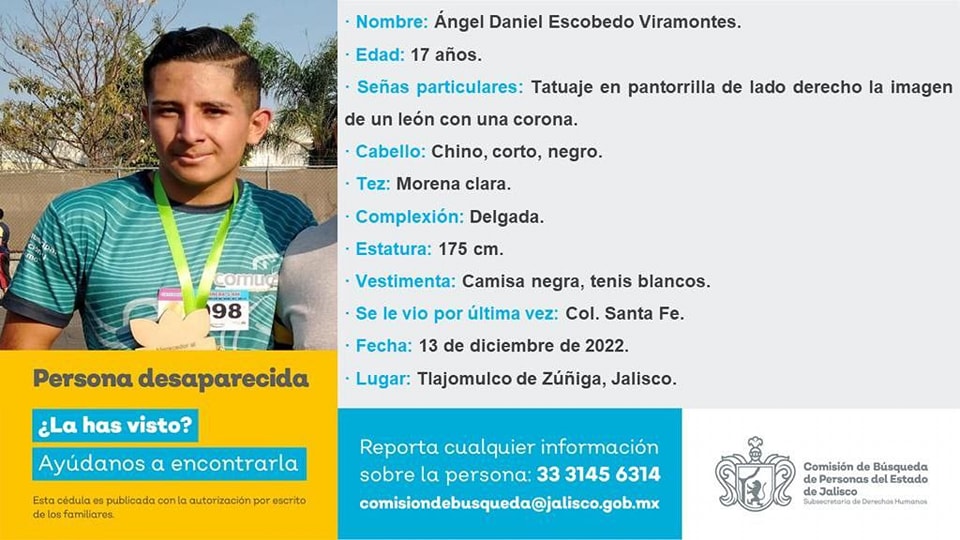 · Nombre: Ángel Daniel Escobedo Viramontes.
· Edad: 17 años.
· Señas particulares: Tatuaje en pantorrilla de lado derecho la imagen
de un león con una corona.
· Cabello: Chino, corto, negro.
· Tez: Morena clara.
· Complexión: Delgada.
· Estatura: 175 cm.
· Vestimenta: Camisa negra, tenis blancos.
· Se le vio por última vez: Col. Santa Fe.
· Fecha: 13 de diciembre de 2022.
· Lugar: Tlajomulco de Zúñiga, Jalisco.
comude
098
Persona desaparecida
¿La has visto?
Ayúdanos a encontrarla
Esta cédula es publicada con la autorización por escrito
de los familiares.
Reporta cualquier información
sobre la persona: 33 3145 6314
comisiondebusqueda@jalisco.gob.mx
Comisión de Búsqueda
de Personas del Estado
de Jalisco
Subsecretaría de Derechos Humanos